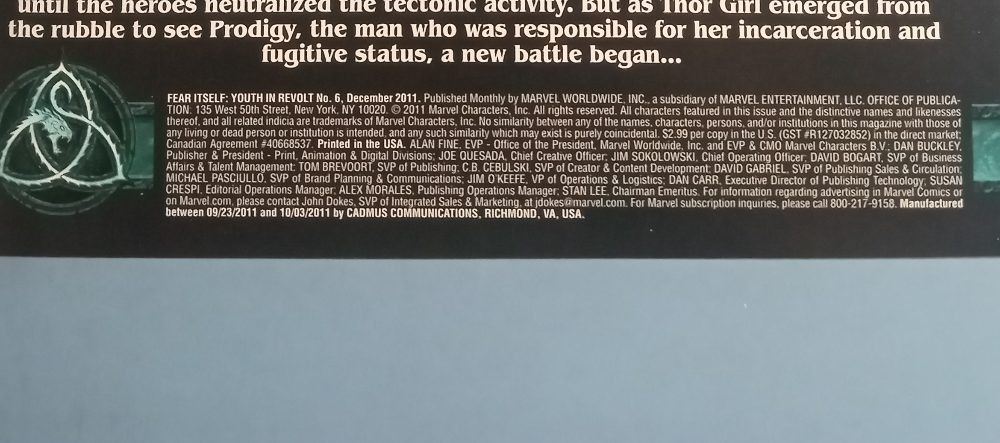 until the heroes neutralized the tectonic activity. But as Thor Girl emerged from
the rubble to see Prodigy, the man who was responsible for her incarceration and
fugitive status, a new battle began...
FEAR ITSELF: YOUTH IN REVOLT No. 6, December 2011. Published Monthly by MARVEL WORLDWIDE, INC., a subsidiary of MARVEL ENTERTAINMENT, LLC. OFFICE OF PUBLICA-
TION: 135 West 50th Street, New York, NY 10020. © 2011 Marvel Characters, Inc. All rights reserved. All characters featured in this issue and the distinctive names and likenesses
thereof, and all related indicia are trademarks of Marvel Characters, Inc. No similarity between any of the names, characters, persons, and/or institutions in this magazine with those of
any living or dead person or institution is intended, and any such similarity which may exist is purely coincidental. $2.99 per copy in the U.S. (GST #R127032852) in the direct market;
Canadian Agreement #40668537. Printed in the USA. ALAN FINE, EVP - Office of the President, Marvel Worldwide, Inc. and EVP & CMO Marvel Characters B.V.; DAN BUCKLEY,
Publisher & President - Print, Animation & Digital Divisions; JOE QUESADA, Chief Creative Officer; JIM SOKOLOWSKI, Chief Operating Officer; DAVID BOGART, SVP of Business
Affairs & Talent Management; TOM BREVOORT, SVP of Publishing; C.B. CEBULSKI, SVP of Creator & Content Development; DAVID GABRIEL, SVP of Publishing Sales & Circulation;
MICHAEL PASCIULLO, SVP of Brand Planning & Communications; JIM O'KEEFE, VP of Operations & Logistics; DAN CARR, Executive Director of Publishing Technology; SUSAN
CRESPI, Editorial Operations Manager; ALEX MORALES, Publishing Operations Manager; STAN LEE, Chairman Emeritus. For information regarding advertising in Marvel Comics or
on Marvel.com, please contact John Dokes, SVP of Integrated Sales & Marketing, at jdokes@marvel.com. For Marvel subscription inquiries, please call 800-217-9158. Manufactured
between 09/23/2011 and 10/03/2011 by CADMUS COMMUNICATIONS, RICHMOND, VA, USA.